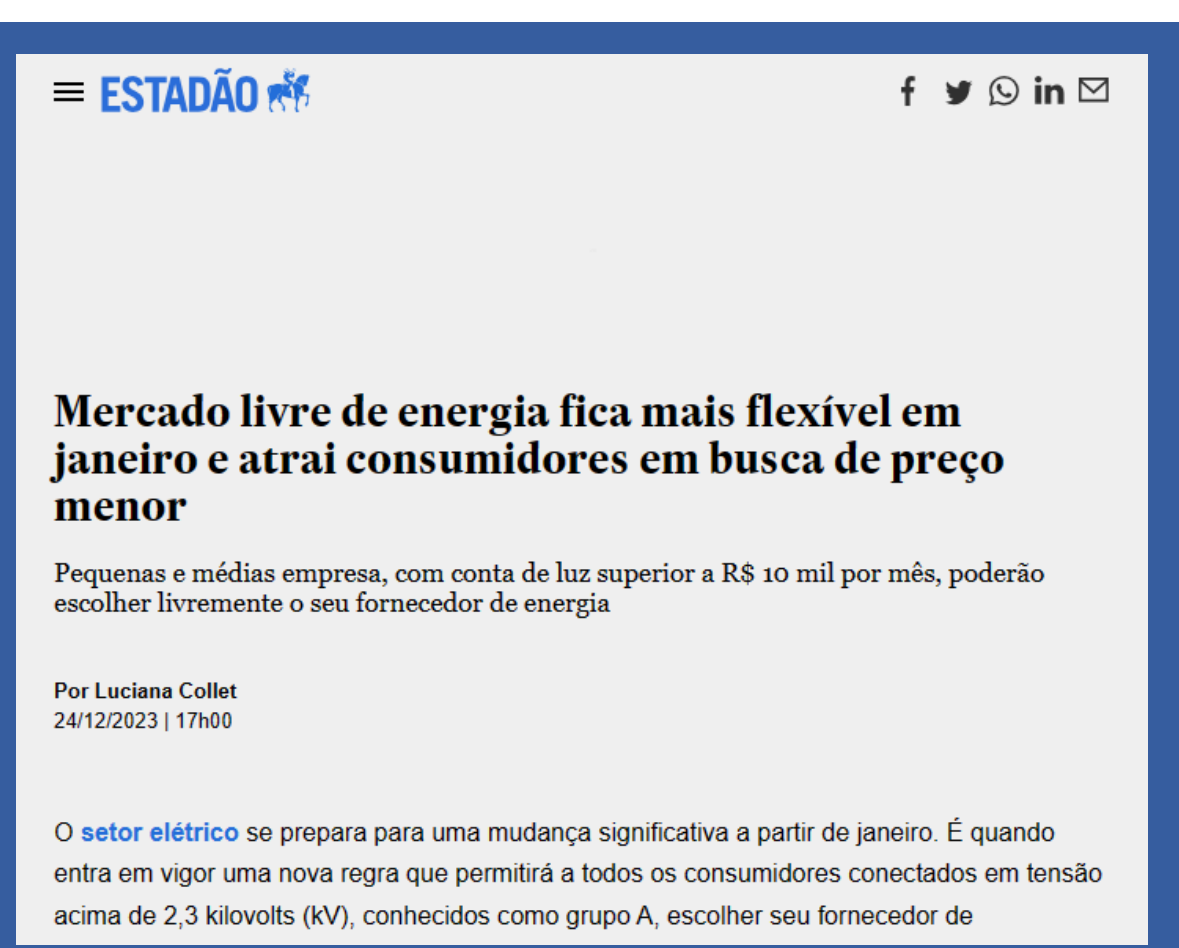 ESTADÃO
Mercado livre de energia fica mais flexível em
janeiro e atrai consumidores em busca de preço
menor
Pequenas e médias empresa, com conta de luz superior a R$ 10 mil por mês, poderão
escolher livremente o seu fornecedor de energia
Por Luciana Collet
24/12/2023 | 17h00
O setor elétrico se prepara para uma mudança significativa a partir de janeiro. É quando
entra em vigor uma nova regra que permitirá a todos os consumidores conectados em tensão
acima de 2,3 kilovolts (kV), conhecidos como grupo A, escolher seu fornecedor de